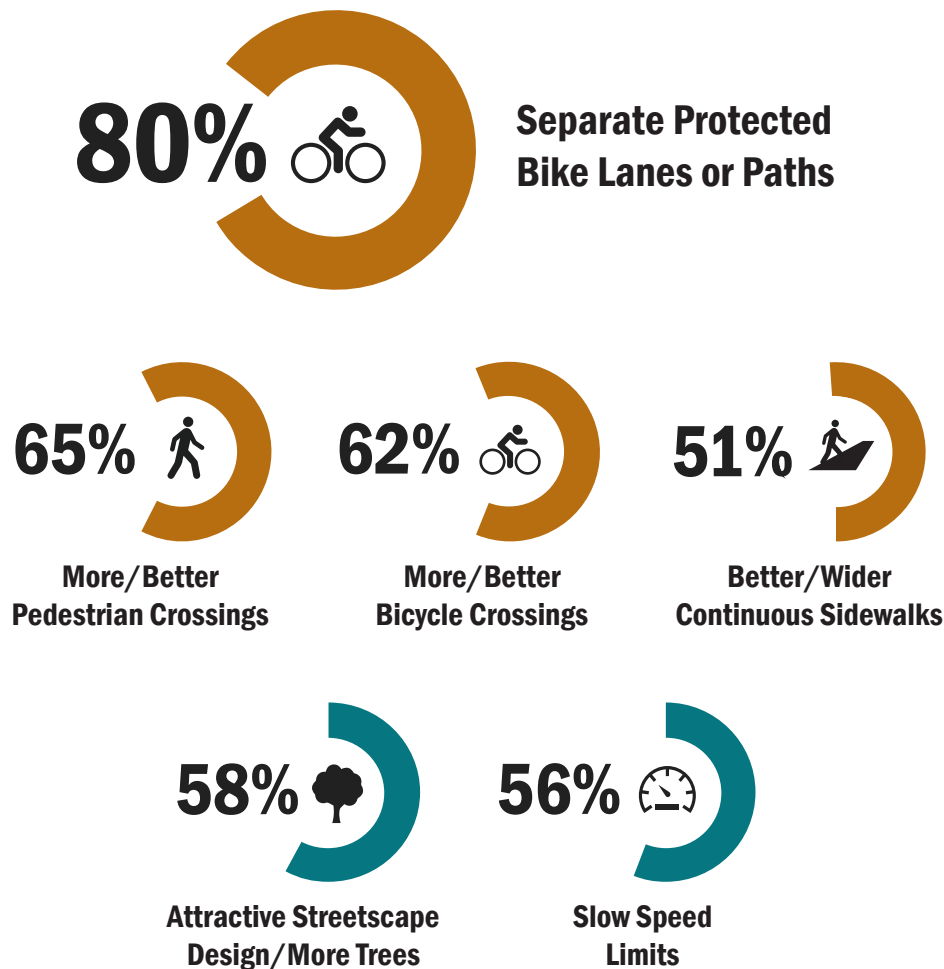 80%
Separate Protected
Bike Lanes or Paths
65%
More/Better
Pedestrian Crossings
62%
More/Better
Bicycle Crossings
51%
Better/Wider
Continuous Sidewalks
58%
Attractive Streetscape
Design/More Trees
56%
Slow Speed
Limits